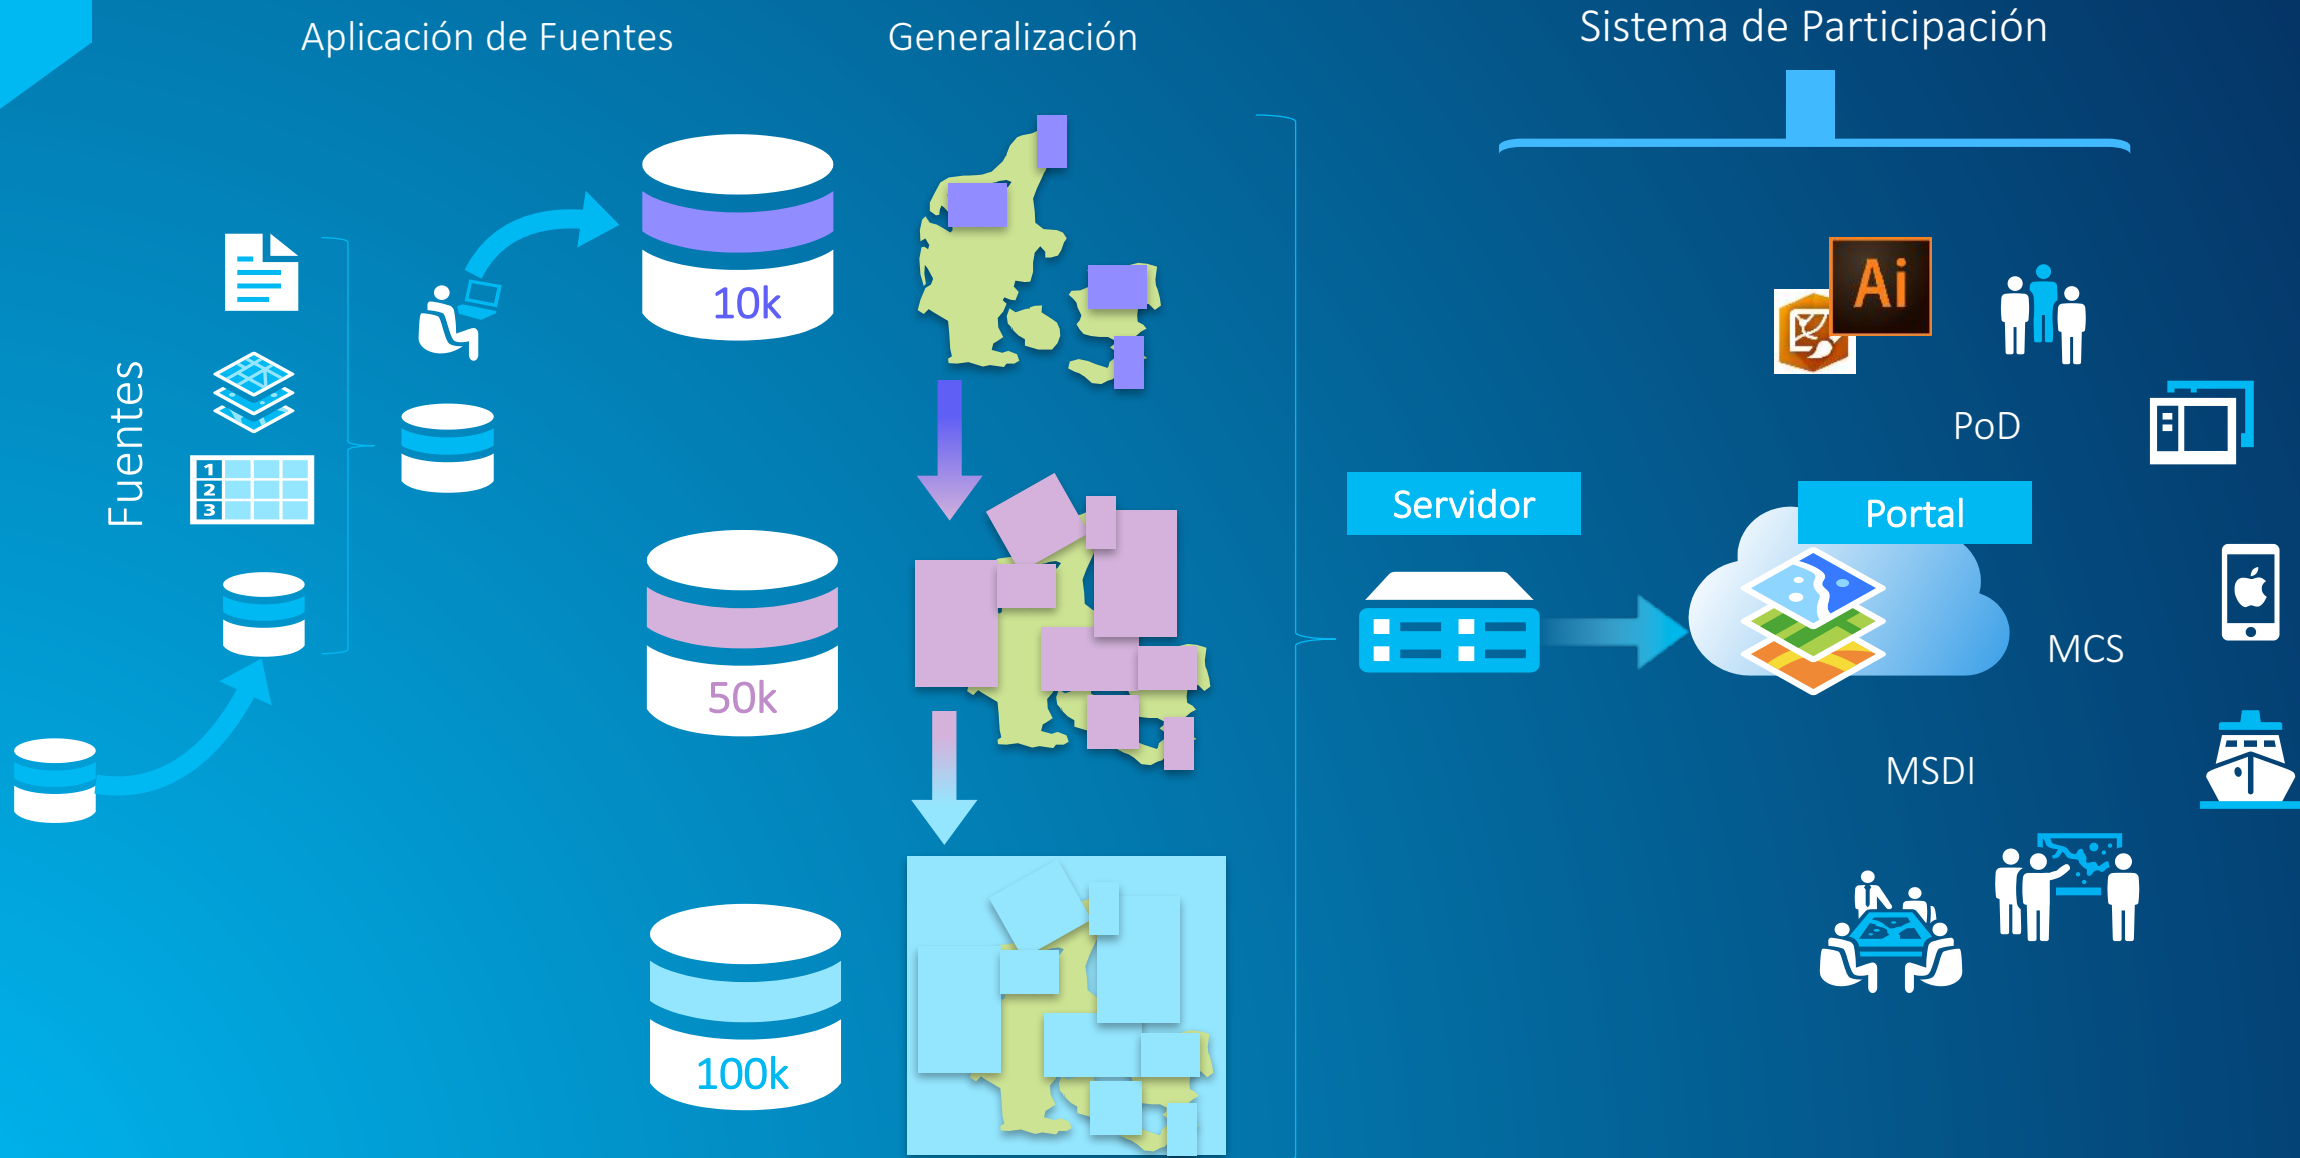 Aplicación de Fuentes
Generalización
Sistema de Participación
Fuentes
1
2
3
10k
50k
100k
Servidor
Ai
PoD
Portal
MCS
MSDI